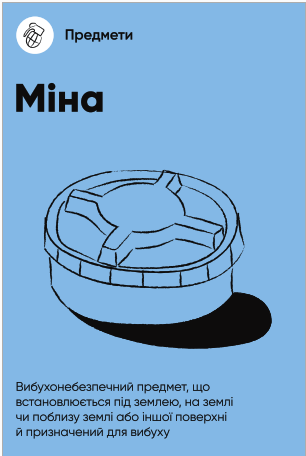 Предмети
Міна
Вибухонебезпечний предмет, що
встановлюється під землею, на землі
чи поблизу землі або іншої поверхні
й призначений для вибуху